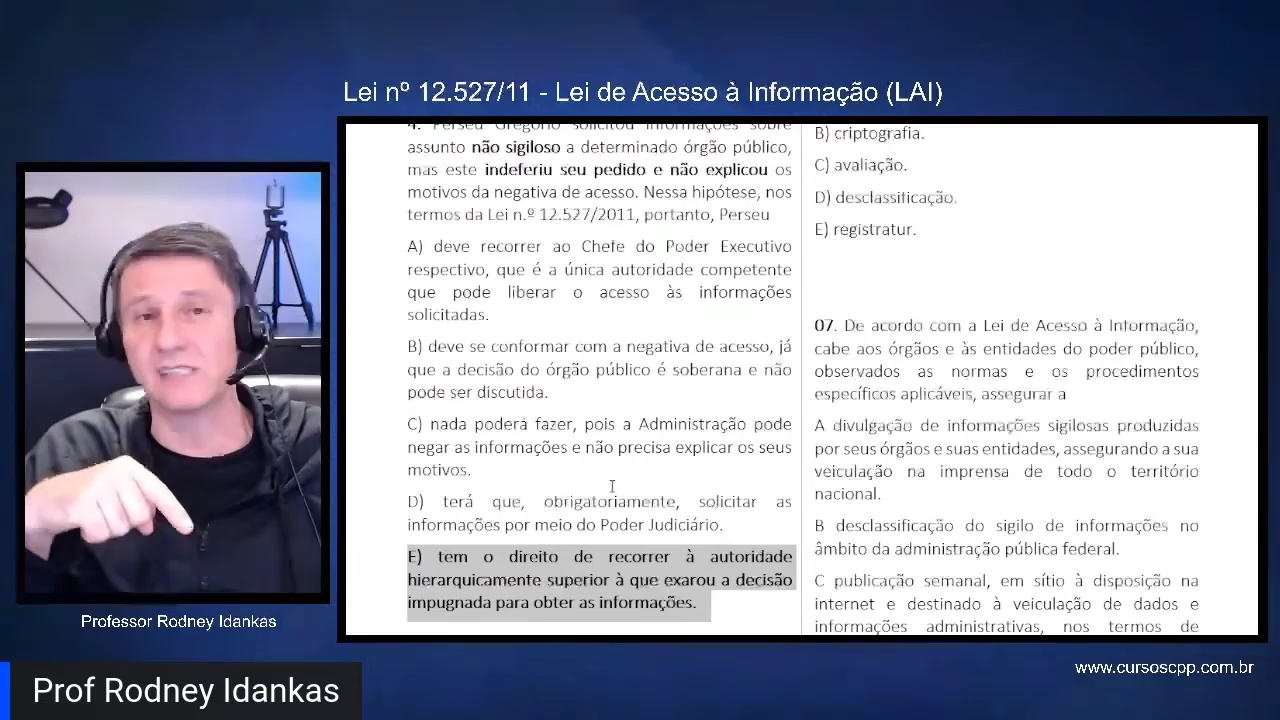 Lei nº 12.527/11 - Lei de Acesso à Informação (LAI)
4. Perseu Gregório solicitou informações sobre
assunto não sigiloso a determinado órgão público,
mas este indeferiu seu pedido e não explicou os
motivos da negativa de acesso. Nessa hipótese, nos
termos da Lei n.º 12.527/2011, portanto, Perseu
A) deve recorrer ao Chefe do Poder Executivo
respectivo, que é a única autoridade competente
que pode liberar o acesso às informações
solicitadas.
B) deve se conformar com a negativa de acesso, já
que a decisão do órgão público é soberana e não
pode ser discutida.
C) nada poderá fazer, pois a Administração pode
negar as informações e não precisa explicar os seus
motivos.
D) terá que, obrigatoriamente, solicitar as
informações por meio do Poder Judiciário.
E) tem o direito de recorrer à autoridade
hierarquicamente superior à que exarou a decisão
impugnada para obter as informações.
B) criptografia.
C) avaliação.
D) desclassificação.
E) registratur.
07. De acordo com a Lei de Acesso à Informação,
cabe aos órgãos e às entidades do poder público,
observados as normas e os procedimentos
específicos aplicáveis, assegurar a
A divulgação de informações sigilosas produzidas
por seus órgãos e suas entidades, assegurando a sua
veiculação na imprensa de todo o território
nacional.
B desclassificação do sigilo de informações no
âmbito da administração pública federal.
C publicação semanal, em sítio à disposição na
internet e destinado à veiculação de dados e
informações administrativas, nos termos de
Professor Rodney Idankas
www.cursoscpp.com.br
Prof Rodney Idankas